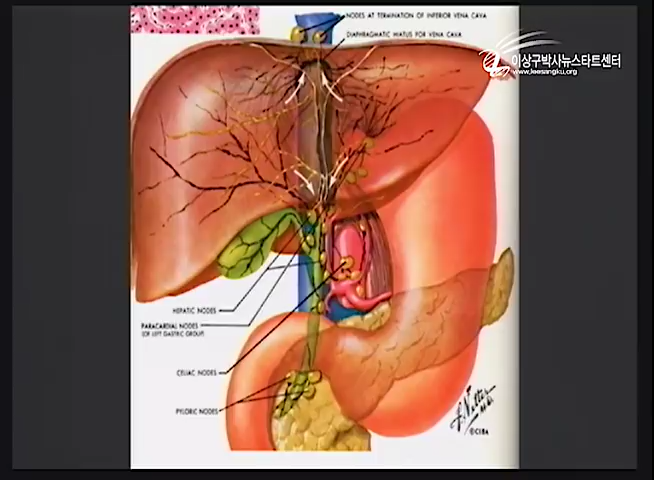 NODES AT TERMINATION OF INFERIOR VENA CAVA
DIAPHRAGMATIC HIATUS FOR VENA CAVA
이상구박사뉴스타트센터
www.leesangku.org
HEPATIC NODES
PARACARDIAL NODES
(OF LEFT GASTRIC GROUP)
CELIAC NODES
PYLORIC NODES
F. Netter
M.D.
©CIBA